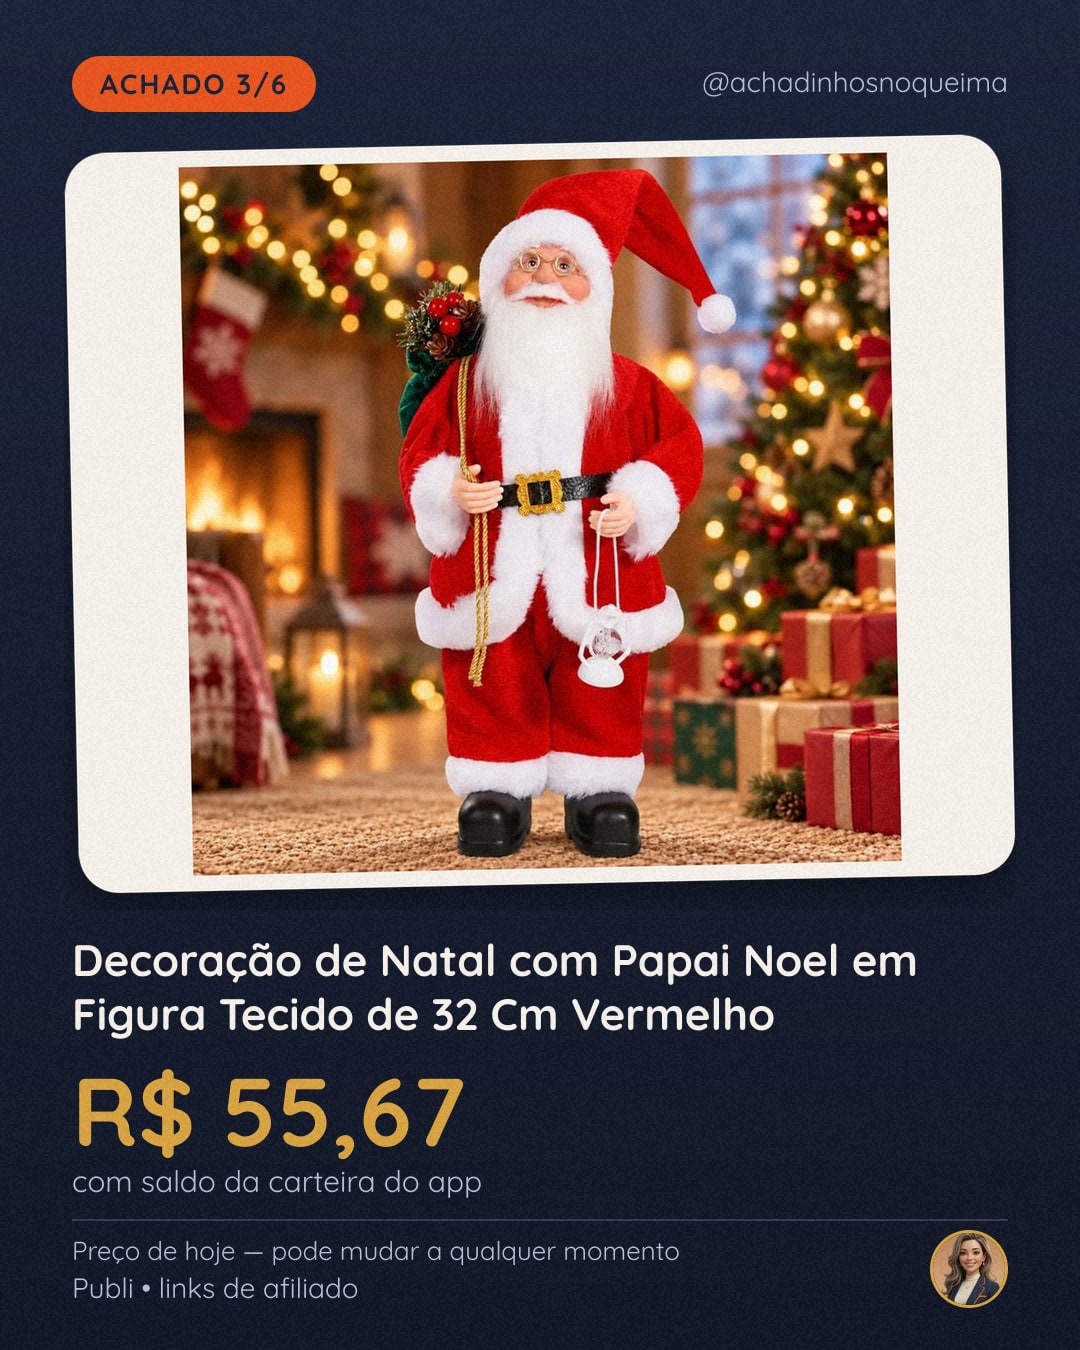 ACHADO 3/6
@achadinhosnoqueima
Decoração de Natal com Papai Noel em
Figura Tecido de 32 Cm Vermelho
R$ 55,67
com saldo da carteira do app
Preço de hoje — pode mudar a qualquer momento
Publi • links de afiliado